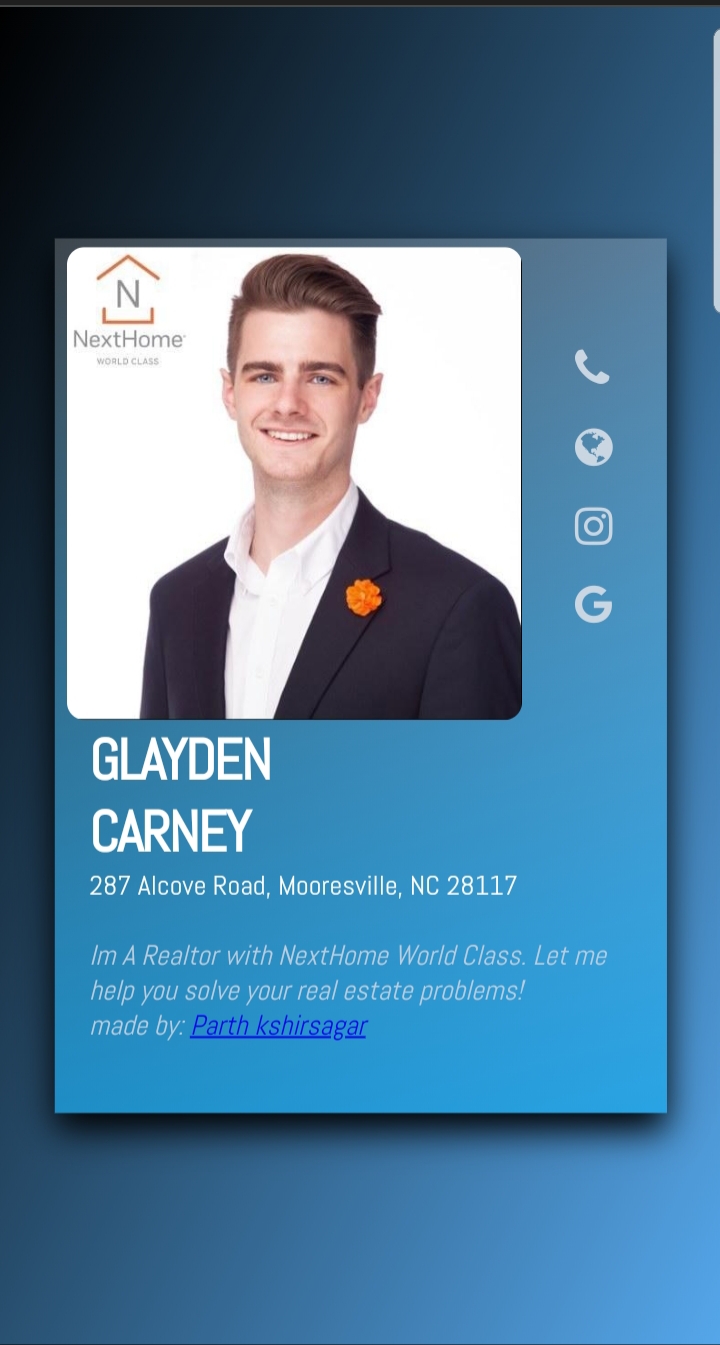 N
NextHome
WORLD CLASS
GLAYDEN
CARNEY
287 Alcove Road, Mooresville, NC 28117
Im A Realtor with NextHome World Class. Let me
help you solve your real estate problems!
made by: Parth kshirsagar